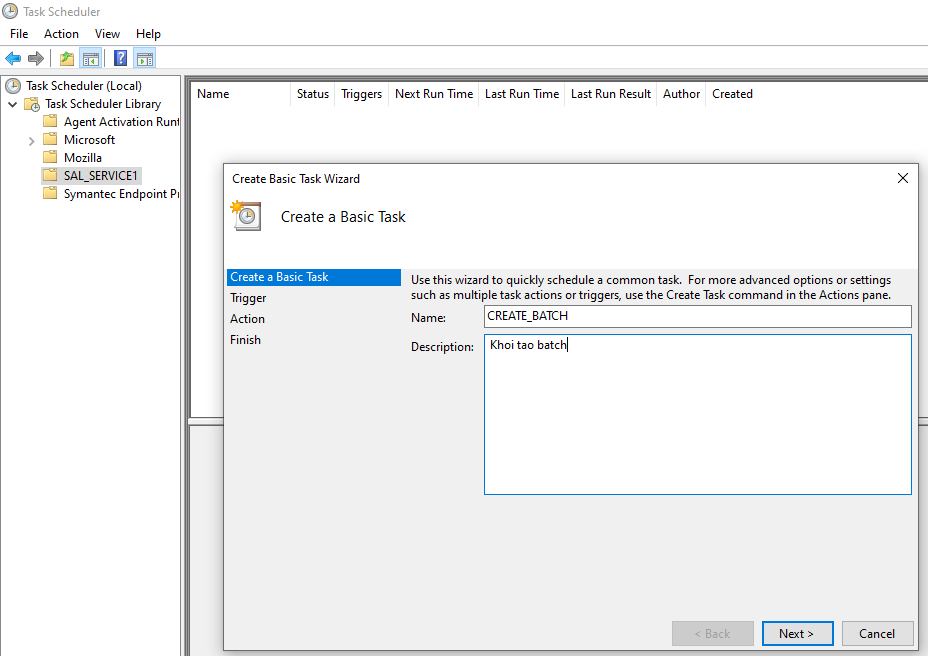 Task Scheduler
File Action View Help
Task Scheduler (Local)
Task Scheduler Library
Agent Activation Runt
Microsoft
Mozilla
SAL_SERVICE1
Symantec Endpoint Pr
Name Status Triggers Next Run Time Last Run Time Last Run Result Author Created
Create Basic Task Wizard
Create a Basic Task
Create a Basic Task
Trigger
Action
Finish
Use this wizard to quickly schedule a common task. For more advanced options or settings
such as multiple task actions or triggers, use the Create Task command in the Actions pane.
Name: CREATE_BATCH
Description: Khoi tao batch
< Back Next > Cancel